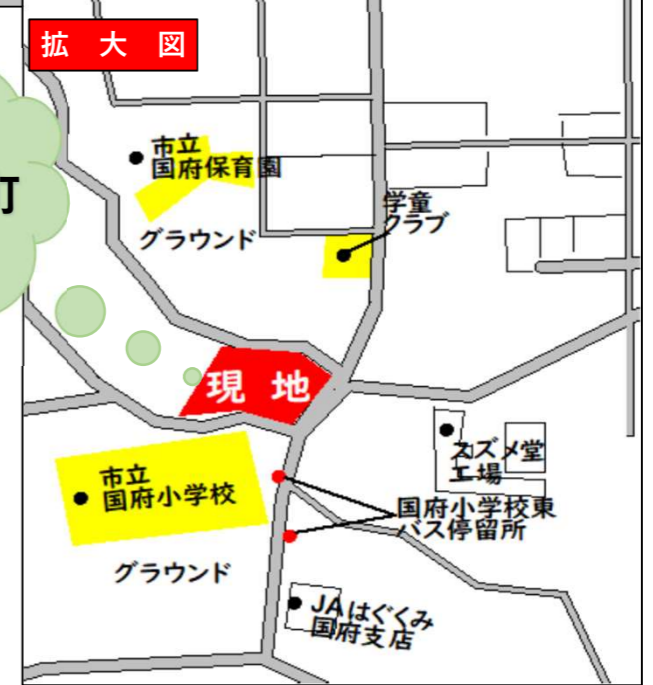 拡 大 図
町
市立
国府保育園
学童
クラブ
グラウンド
現 地
スズメ堂
工場
市立
国府小学校
国府小学校東
バス停留所
グラウンド
JAはぐくみ
国府支店